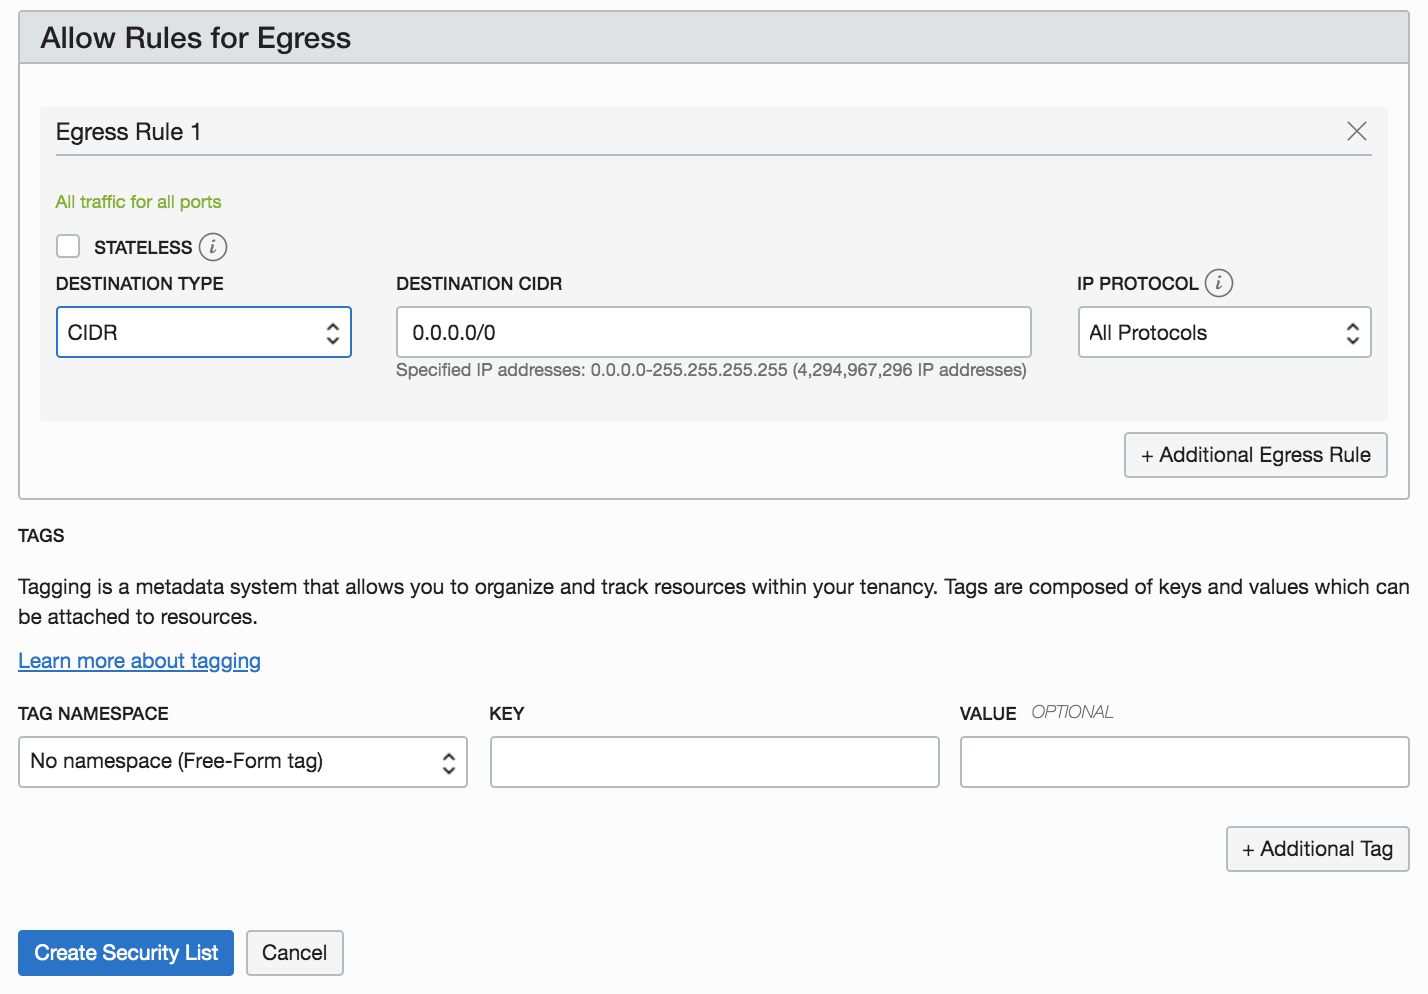 Allow Rules for Egress
Egress Rule 1
All traffic for all ports
STATELESS i
DESTINATION TYPE DESTINATION CIDR IP PROTOCOL i
CIDR 0.0.0.0/0 All Protocols
Specified IP addresses: 0.0.0.0-255.255.255.255 (4,294,967,296 IP addresses)
+ Additional Egress Rule
TAGS
Tagging is a metadata system that allows you to organize and track resources within your tenancy. Tags are composed of keys and values which can
be attached to resources.
Learn more about tagging
TAG NAMESPACE KEY VALUE OPTIONAL
No namespace (Free-Form tag)
+ Additional Tag
Create Security List Cancel